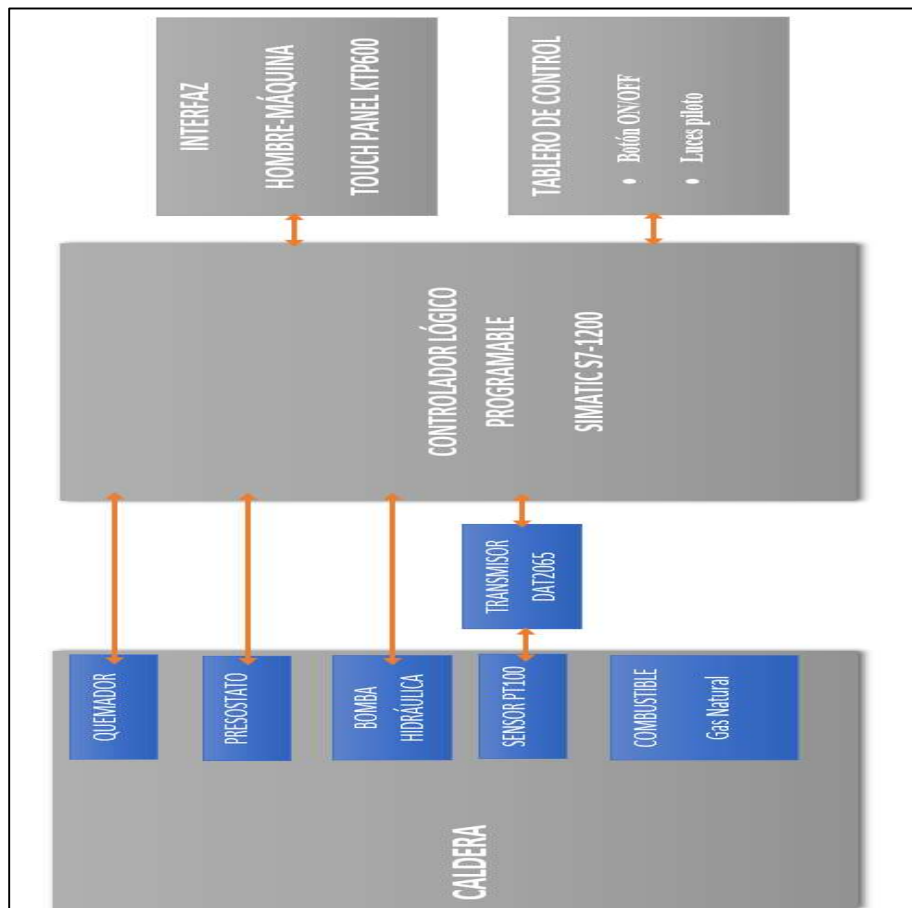 INTERFAZ
HOMBRE-MÁQUINA
TOUCH PANEL KTP600
TABLERO DE CONTROL
• Botón ON/OFF
• Luces piloto
CONTROLADOR LÓGICO
PROGRAMABLE
SIMATIC S7-1200
TRANSMISOR
DAT2065
QUEMADOR
PRESOSTATO
BOMBA
HIDRÁULICA
SENSOR PT100
COMBUSTIBLE
Gas Natural
CALDERA